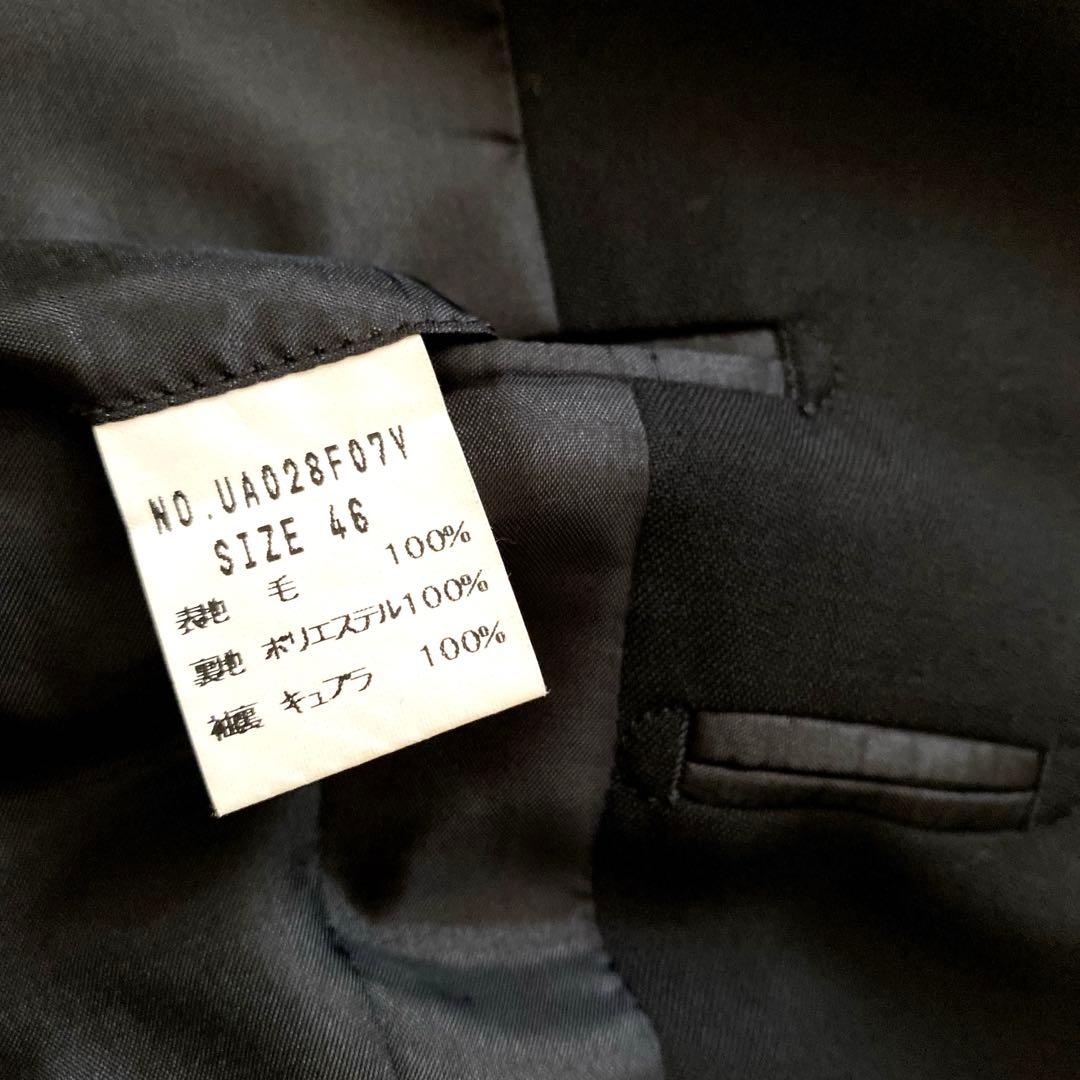 NO.UA028F07V
SIZE 46
表地 毛 100%
裏地 ポリエステル100%
袖裏 キュプラ 100%